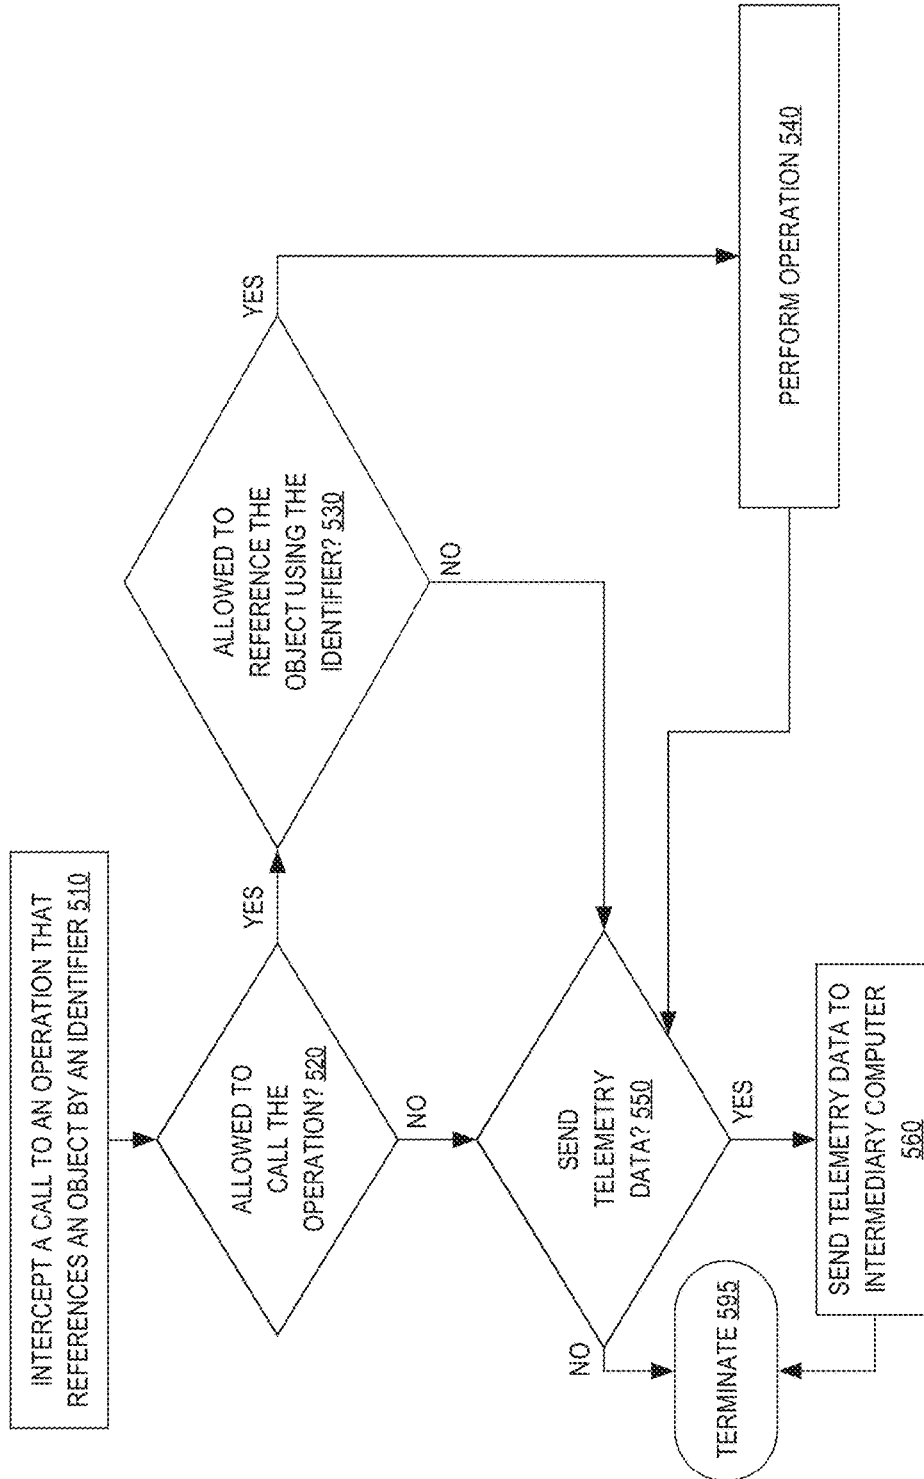 INTERCEPT A CALL TO AN OPERATION THAT
REFERENCES AN OBJECT BY AN IDENTIFIER 510
ALLOWED TO
CALL THE
OPERATION? 520
YES
NO
ALLOWED TO
REFERENCE THE
OBJECT USING THE
IDENTIFIER? 530
YES
NO
SEND
TELEMETRY
DATA? 550
NO
YES
PERFORM OPERATION 540
TERMINATE 595
SEND TELEMETRY DATA TO
INTERMEDIARY COMPUTER
560